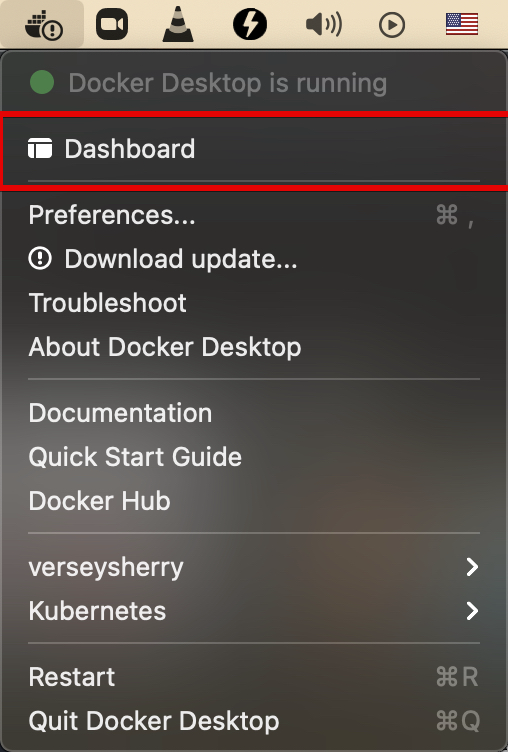 Docker Desktop is running
Dashboard
Preferences... ⌘ ,
Download update...
Troubleshoot
About Docker Desktop
Documentation
Quick Start Guide
Docker Hub
verseysherry
Kubernetes
Restart ⌘R
Quit Docker Desktop ⌘Q